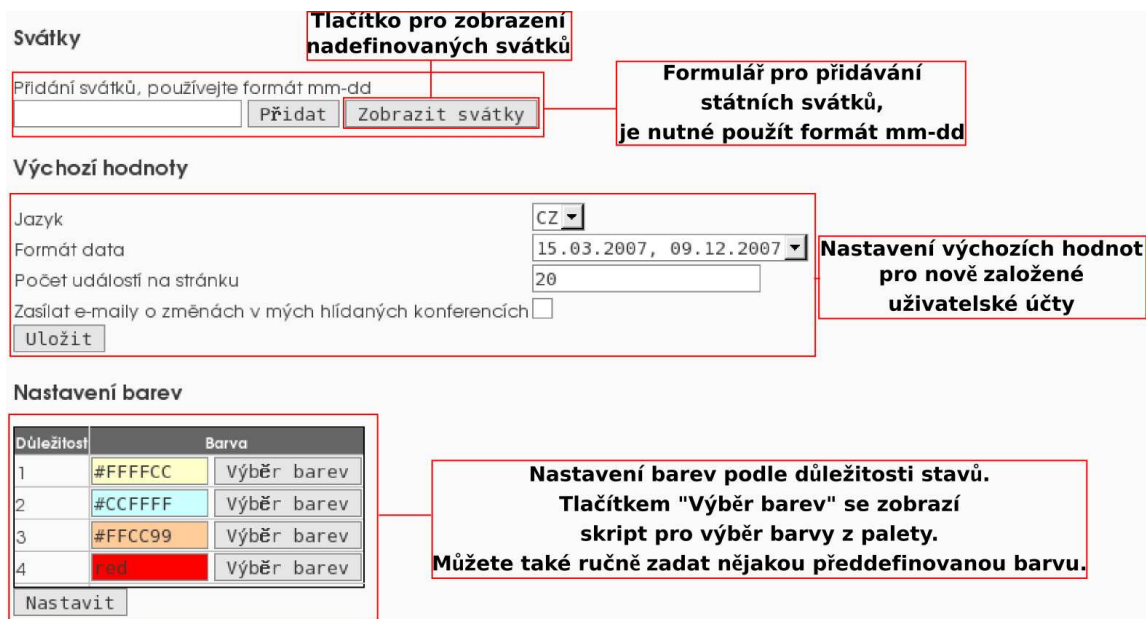 Svátky
Tlačítko pro zobrazení
nadefinovaných svátků
Přidání svátků, používejte formát mm-dd
Přidat
Zobrazit svátky
Formulář pro přidávání
státních svátků,
je nutné použít formát mm-dd
Výchozí hodnoty
Jazyk
CZ
Formát data
15.03.2007, 09.12.2007
Počet událostí na stránku
20
Zasílat e-maily o změnách v mých hlídaných konferencích
Uložit
Nastavení výchozích hodnot
pro nově založené
uživatelské účty
Nastavení barev
Důležitost Barva
1 #FFFFCC Výběr barev
2 #CCFFFF Výběr barev
3 #FFCC99 Výběr barev
4 red Výběr barev
Nastavit
Nastavení barev podle důležitosti stavů.
Tlačítkem "Výběr barev" se zobrazí
skript pro výběr barvy z palety.
Můžete také ručně zadat nějakou předdefinovanou barvu.